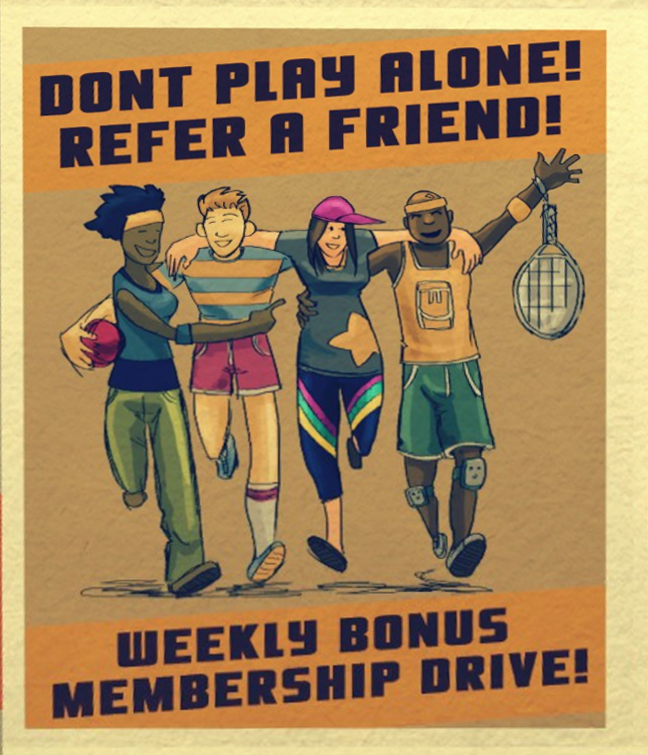 DONT PLAY ALONE!
REFER A FRIEND!
WEEKLY BONUS
MEMBERSHIP DRIVE!